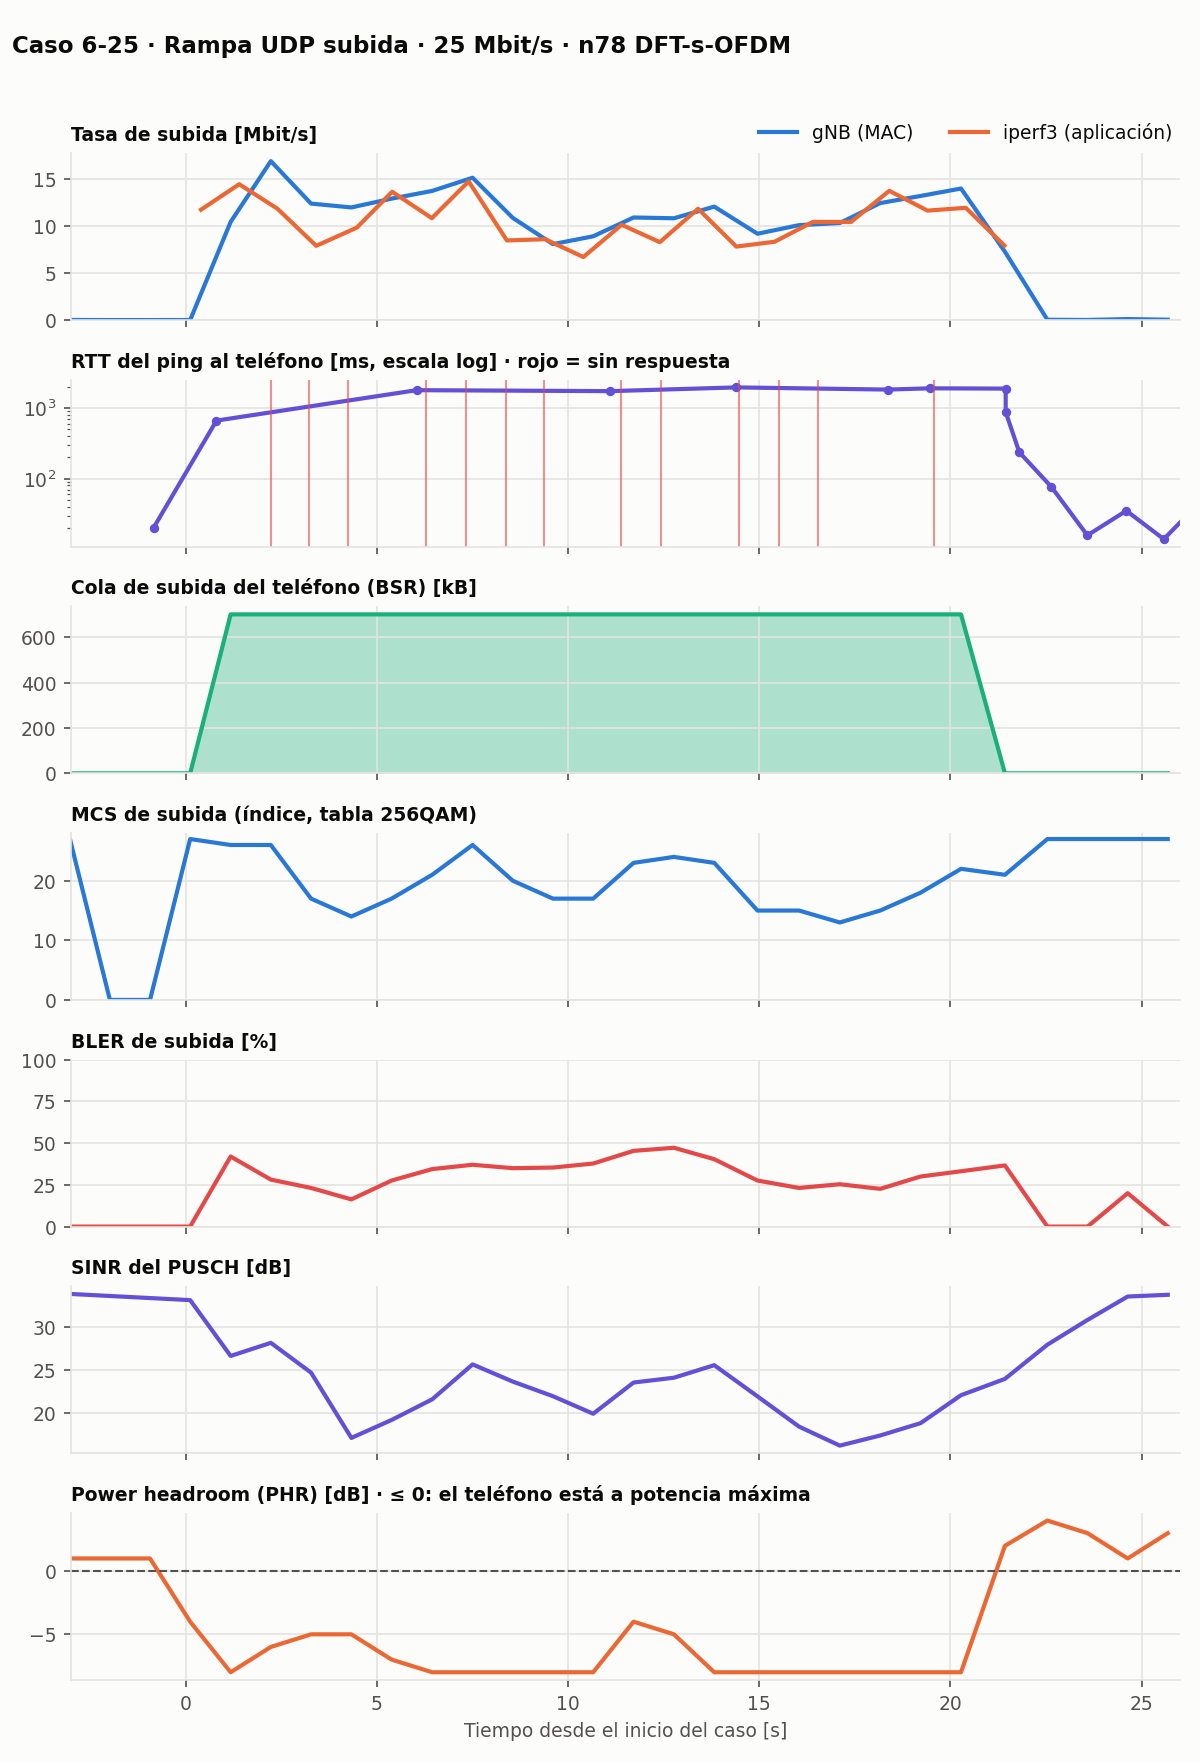 Caso 6-25 · Rampa UDP subida · 25 Mbit/s · n78 DFT-s-OFDM
Tasa de subida [Mbit/s]
gNB (MAC)
iperf3 (aplicación)
15
10
5
0
RTT del ping al teléfono [ms, escala log] · rojo = sin respuesta
10³
10²
Cola de subida del teléfono (BSR) [kB]
600
400
200
0
MCS de subida (índice, tabla 256QAM)
20
10
0
BLER de subida [%]
100
75
50
25
0
SINR del PUSCH [dB]
30
25
20
Power headroom (PHR) [dB] · ≤ 0: el teléfono está a potencia máxima
0
−5
0 5 10 15 20 25
Tiempo desde el inicio del caso [s]